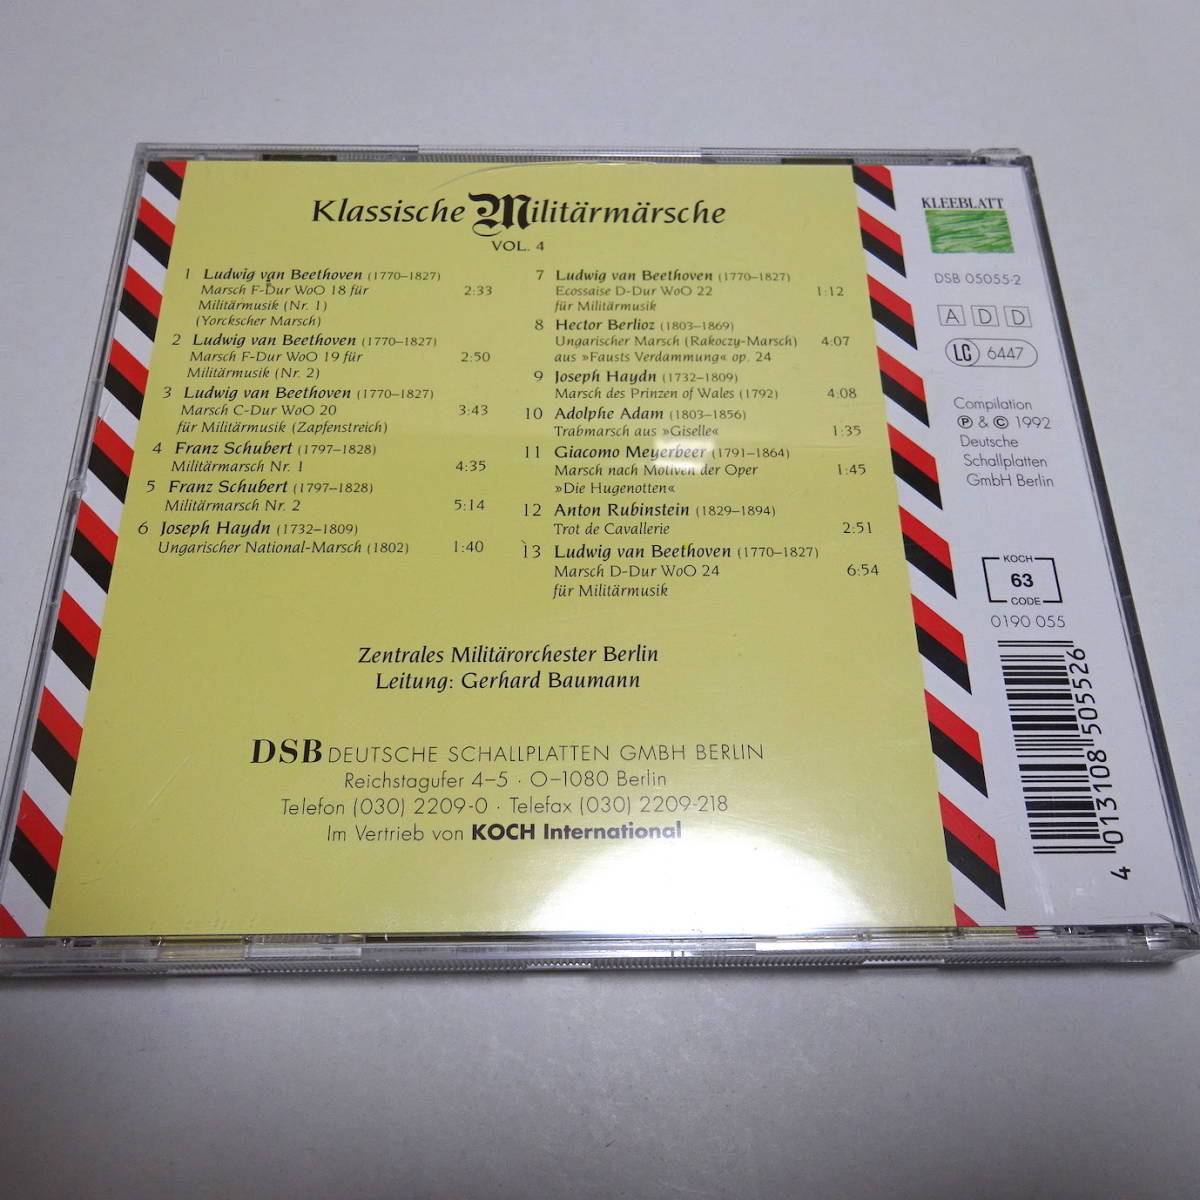 Klassische Militärmärsche
VOL. 4
1 Ludwig van Beethoven (1770–1827)
Marsch F-Dur WoO 18 für 2:33
Militärmusik (Nr. 1)
(Yorckscher Marsch)
2 Ludwig van Beethoven (1770–1827)
Marsch F-Dur WoO 19 für 2:50
Militärmusik (Nr. 2)
3 Ludwig van Beethoven (1770–1827)
Marsch C-Dur WoO 20 3:43
für Militärmusik (Zapfenstreich)
4 Franz Schubert (1797–1828)
Militärmarsch Nr. 1 4:35
5 Franz Schubert (1797–1828)
Militärmarsch Nr. 2 5:14
6 Joseph Haydn (1732–1809)
Ungarischer National-Marsch (1802) 1:40
7 Ludwig van Beethoven (1770–1827)
Ecossaise D-Dur WoO 22 1:12
für Militärmusik
8 Hector Berlioz (1803–1869)
Ungarischer Marsch (Rakoczy-Marsch) 4:07
aus »Fausts Verdammung« op. 24
9 Joseph Haydn (1732–1809)
Marsch des Prinzen of Wales (1792) 4:08
10 Adolphe Adam (1803–1856)
Trabmarsch aus »Giselle« 1:35
11 Giacomo Meyerbeer (1791–1864)
Marsch nach Motiven der Oper 1:45
»Die Hugenotten«
12 Anton Rubinstein (1829–1894)
Trot de Cavallerie 2:51
13 Ludwig van Beethoven (1770–1827)
Marsch D-Dur WoO 24 6:54
für Militärmusik
Zentrales Militärorchester Berlin
Leitung: Gerhard Baumann
DSB DEUTSCHE SCHALLPLATTEN GMBH BERLIN
Reichstagufer 4–5 · O–1080 Berlin
Telefon (030) 2209-0 · Telefax (030) 2209-218
Im Vertrieb von KOCH International
KLEEBLATT
DSB 05055-2
A D D
LC 6447
Compilation
℗ & © 1992
Deutsche
Schallplatten
GmbH Berlin
KOCH
63
CODE
0190 055
4 013108 505526